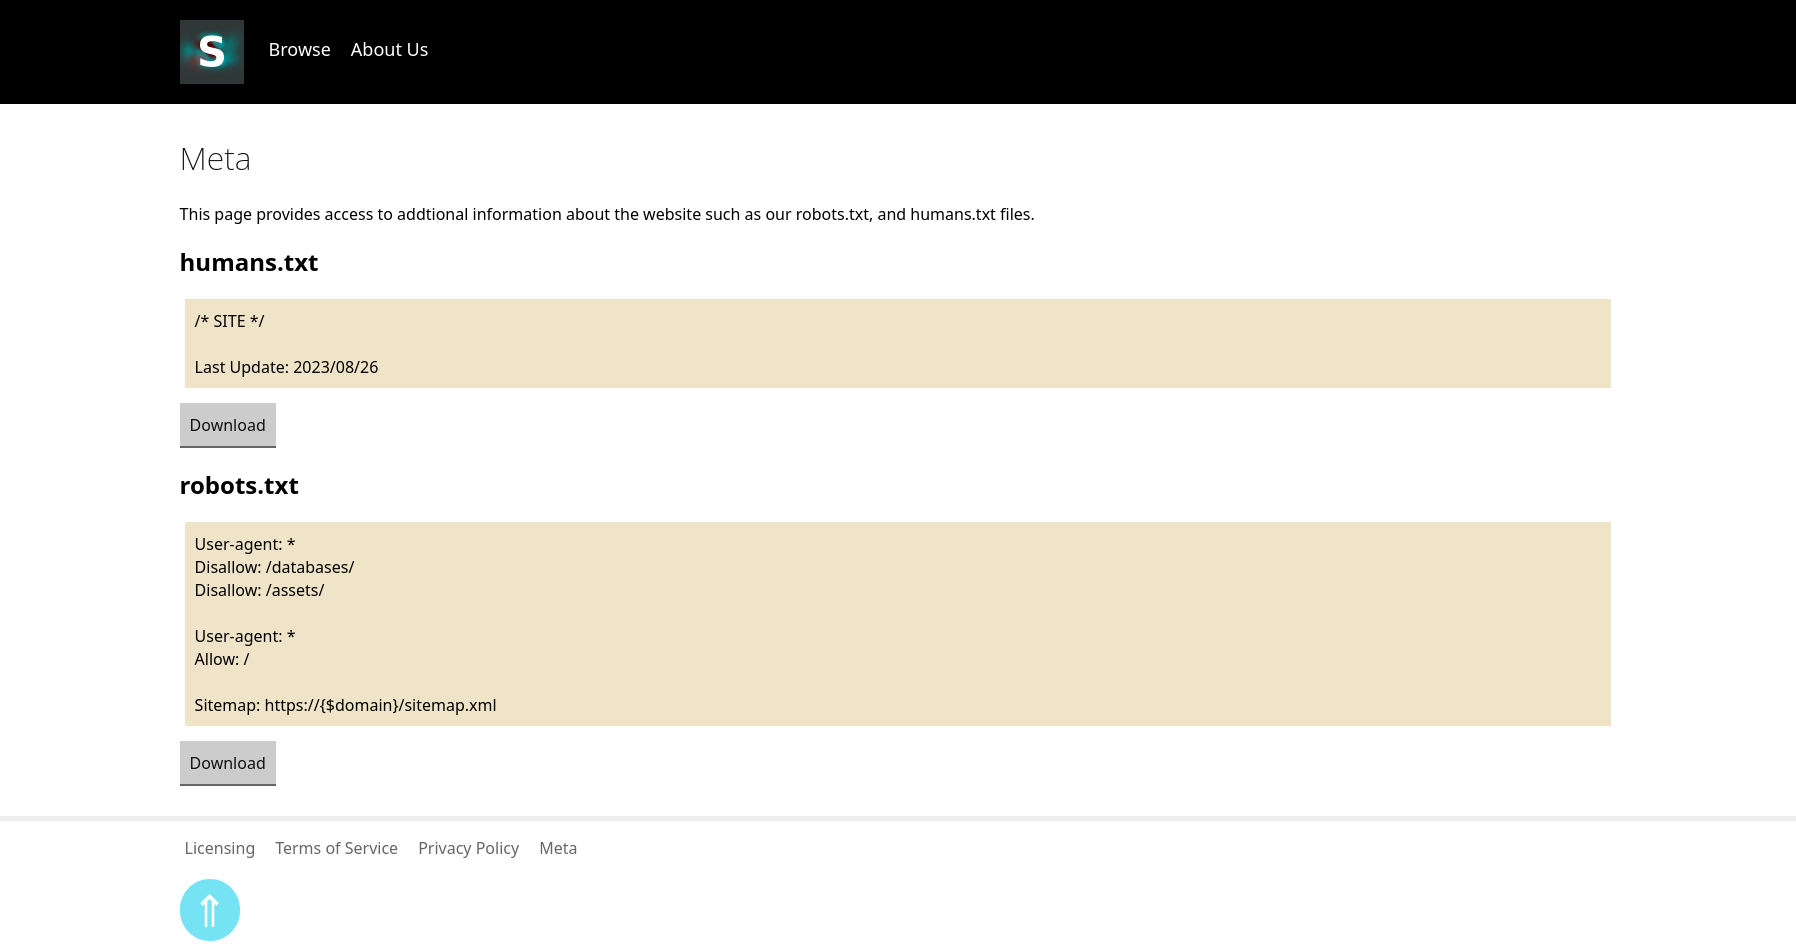 S
Browse
About Us
Meta
This page provides access to addtional information about the website such as our robots.txt, and humans.txt files.
humans.txt
/* SITE */
Last Update: 2023/08/26
Download
robots.txt
User-agent: *
Disallow: /databases/
Disallow: /assets/
User-agent: *
Allow: /
Sitemap: https://{$domain}/sitemap.xml
Download
Licensing
Terms of Service
Privacy Policy
Meta
⇑